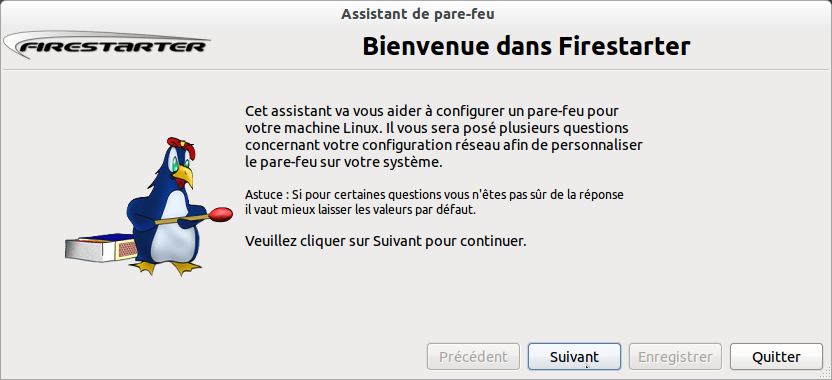 Assistant de pare-feu
FIRESTARTER
Bienvenue dans Firestarter
Cet assistant va vous aider à configurer un pare-feu pour
votre machine Linux. Il vous sera posé plusieurs questions
concernant votre configuration réseau afin de personnaliser
le pare-feu sur votre système.
Astuce : Si pour certaines questions vous n'êtes pas sûr de la réponse
il vaut mieux laisser les valeurs par défaut.
Veuillez cliquer sur Suivant pour continuer.
Précédent
Suivant
Enregistrer
Quitter